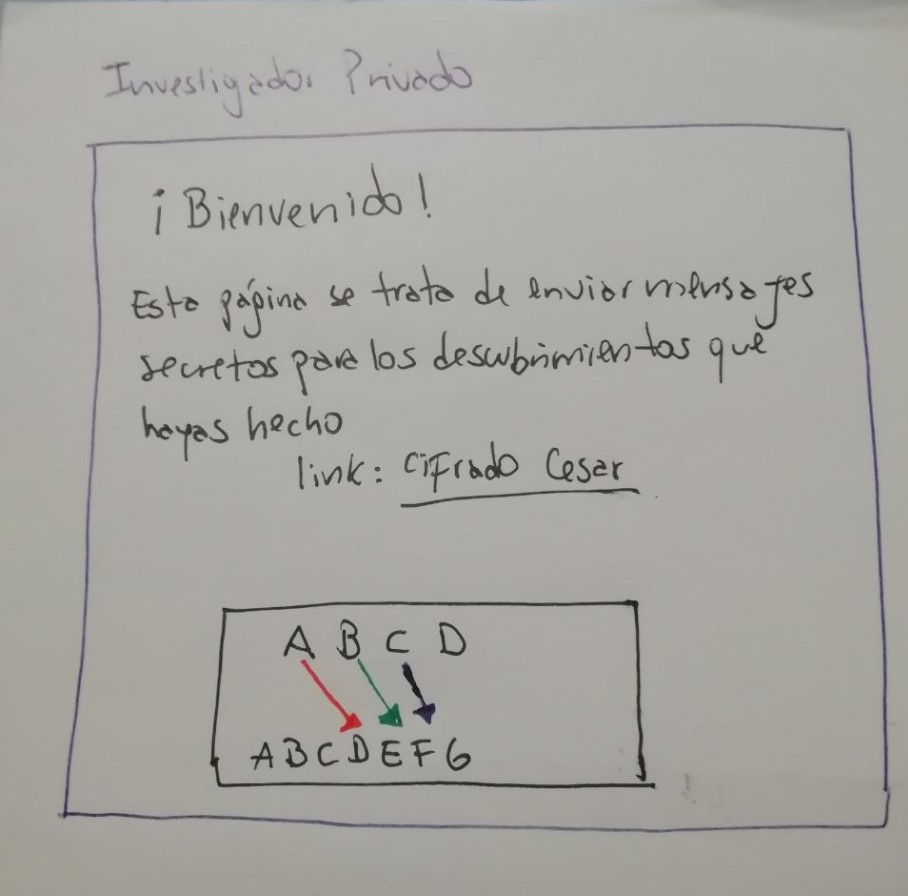 Investigador Privado
¡Bienvenido!
Esta página se trata de enviar mensajes
secretos para los descubrimientos que
hayas hecho
link: Cifrado Cesar
A B C D
A B C D E F G